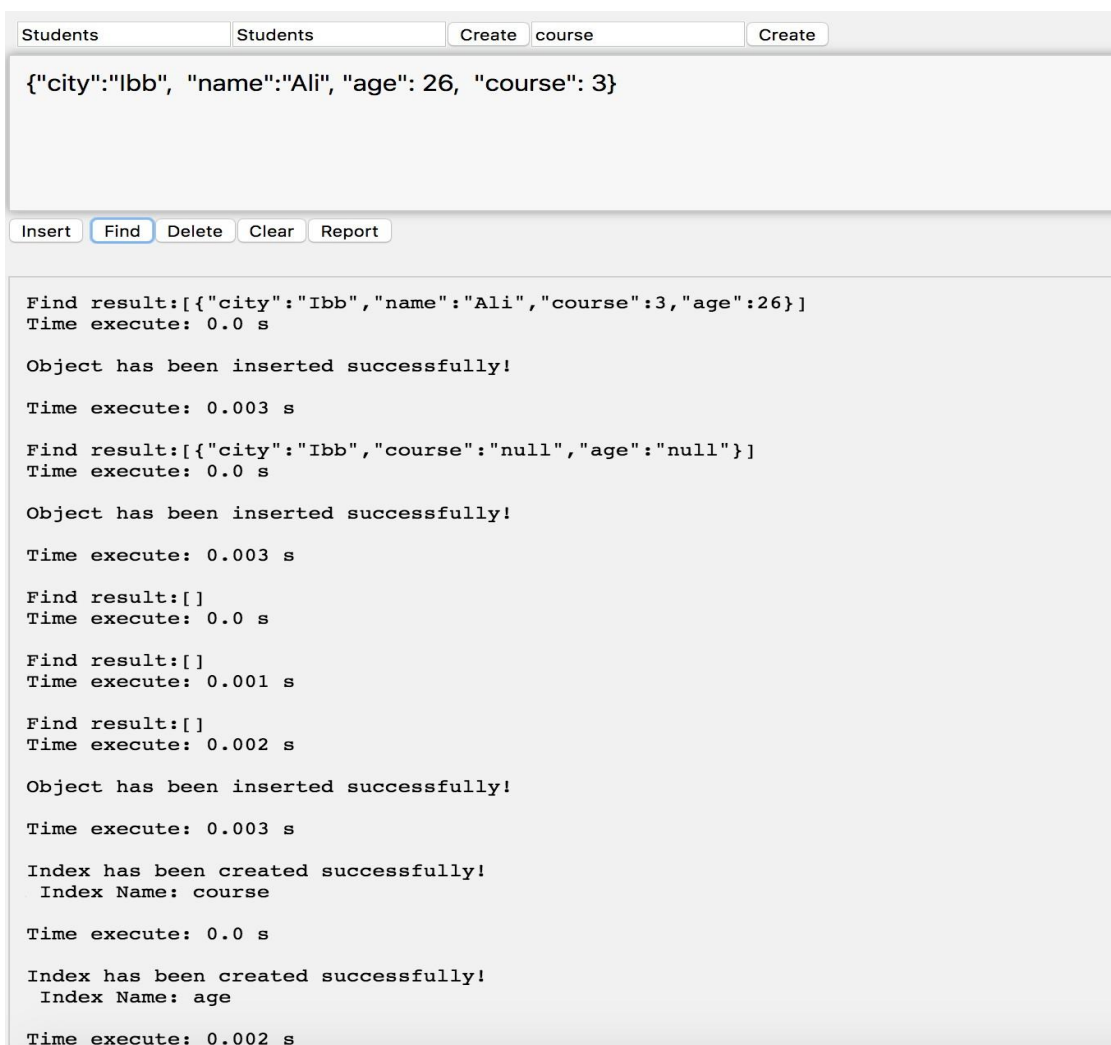 Students Students Create course Create
{"city":"Ibb", "name":"Ali", "age": 26, "course": 3}
Insert Find Delete Clear Report
Find result:[{"city":"Ibb","name":"Ali","course":3,"age":26}]
Time execute: 0.0 s
Object has been inserted successfully!
Time execute: 0.003 s
Find result:[{"city":"Ibb","course":"null","age":"null"}]
Time execute: 0.0 s
Object has been inserted successfully!
Time execute: 0.003 s
Find result:[]
Time execute: 0.0 s
Find result:[]
Time execute: 0.001 s
Find result:[]
Time execute: 0.002 s
Object has been inserted successfully!
Time execute: 0.003 s
Index has been created successfully!
Index Name: course
Time execute: 0.0 s
Index has been created successfully!
Index Name: age
Time execute: 0.002 s